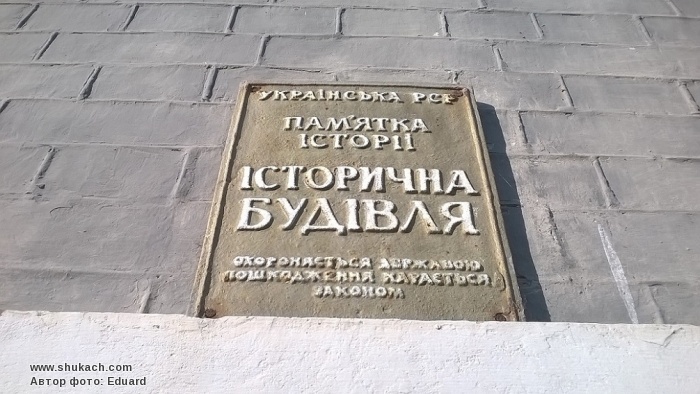 УКРАЇНСЬКА РСР
ПАМ'ЯТКА
ІСТОРІЇ
ІСТОРИЧНА
БУДІВЛЯ
ОХОРОНЯЄТЬСЯ ДЕРЖАВОЮ
ПОШКОДЖЕННЯ КАРАЄТЬСЯ
ЗАКОНОМ
www.shukach.com
Автор фото: Eduard